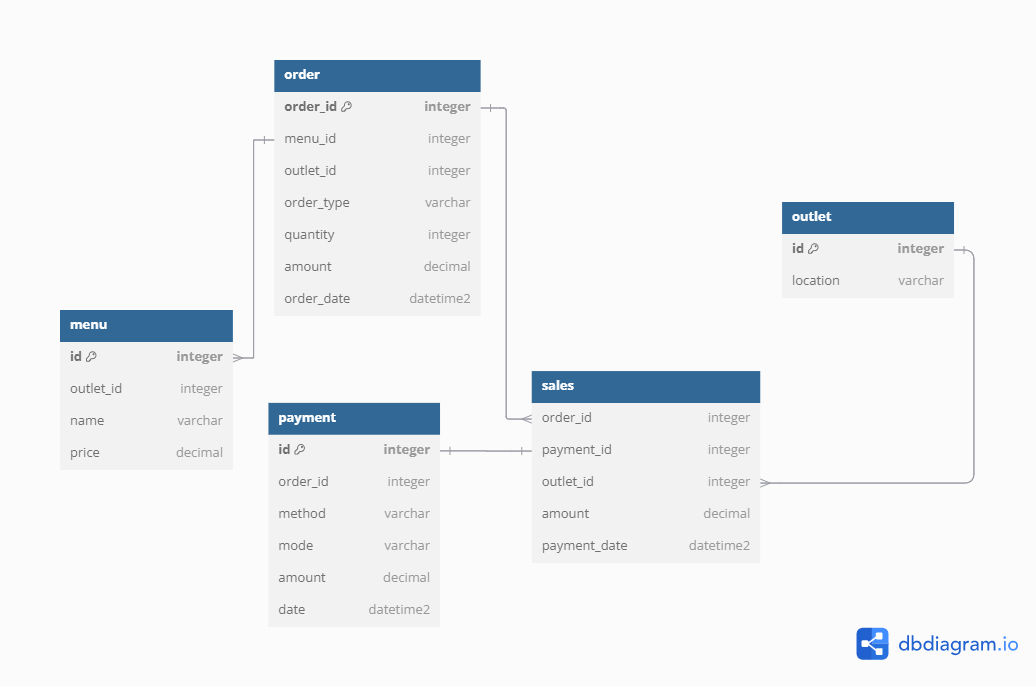 order
order_id integer
menu_id integer
outlet_id integer
order_type varchar
quantity integer
amount decimal
order_date datetime2
outlet
id integer
location varchar
menu
id integer
outlet_id integer
name varchar
price decimal
sales
order_id integer
payment_id integer
outlet_id integer
amount decimal
payment_date datetime2
payment
id integer
order_id integer
method varchar
mode varchar
amount decimal
date datetime2
dbdiagram.io